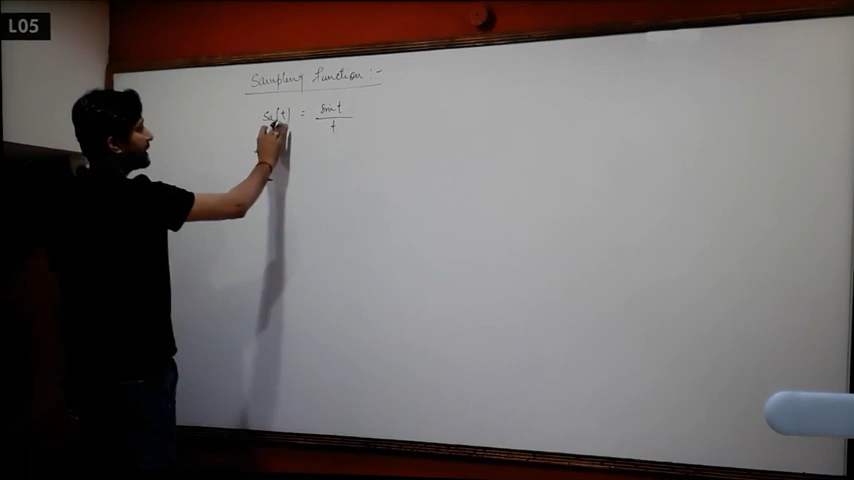 L05
Sampling Function :-
Sa(t) = sin t / t